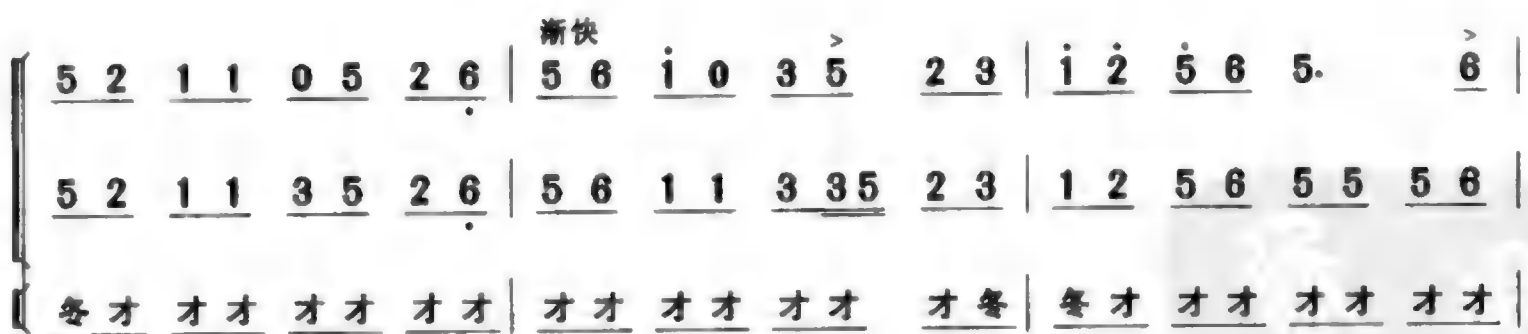 渐快
5 2 1 1 0 5 2 6̣ | 5 6 i̇ 0 3 5 2 3 | i̇ 2̇ 5̇ 6 5. 6 |
5 2 1 1 3 5 2 6̣ | 5 6 1 1 3 3 5 2 3 | 1 2 5 6 5 5 5 6 |
冬 才 才 才 才 才 才 才 | 才 才 才 才 才 才 才 冬 | 冬 才 才 才 才 才 才 才 |